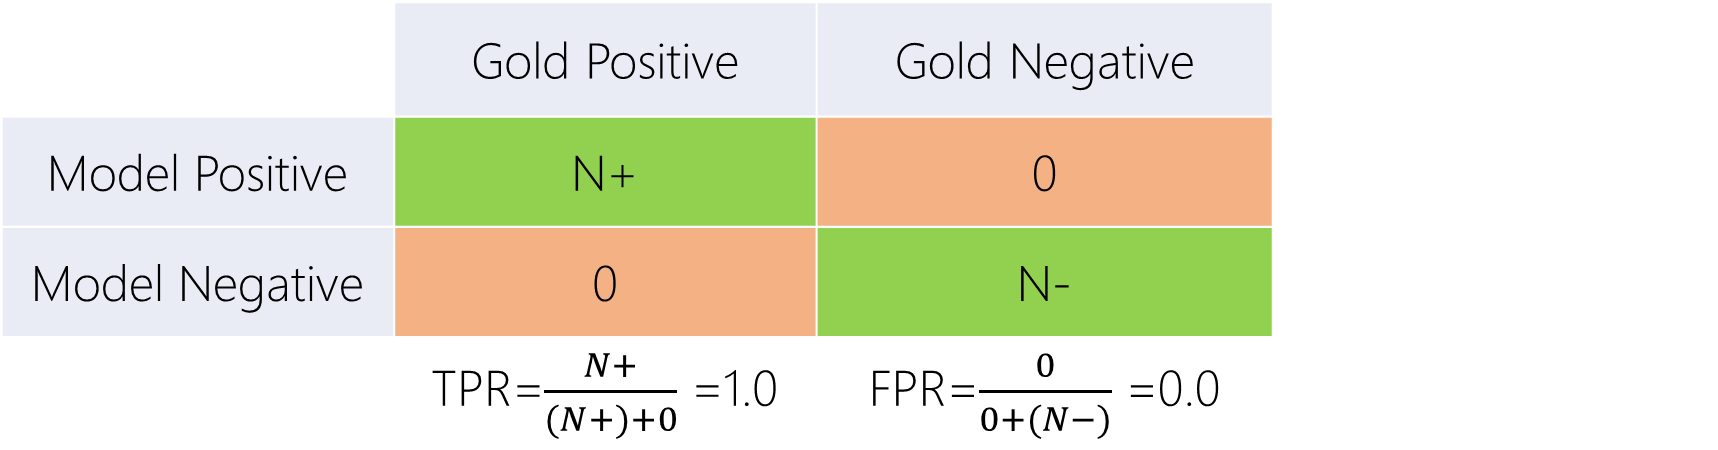 Gold Positive Gold Negative
Model Positive N+ 0
Model Negative 0 N-
TPR=N+/(N+)+0 =1.0 FPR=0/0+(N−) =0.0